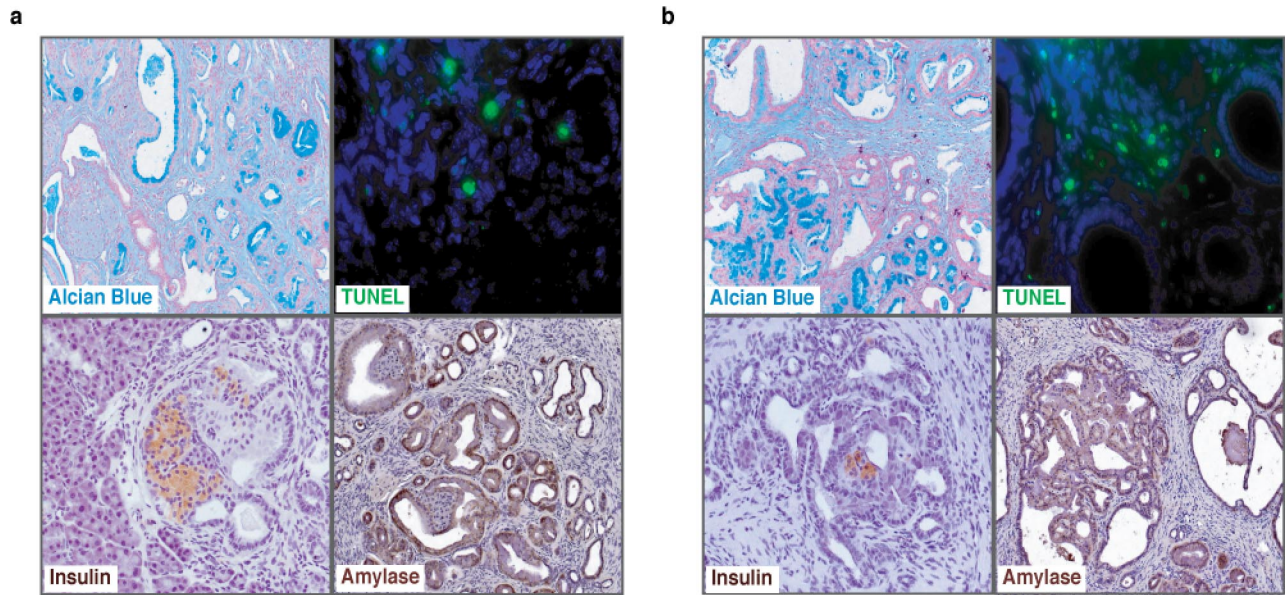 a
b
Alcian Blue
TUNEL
Alcian Blue
TUNEL
Insulin
Amylase
Insulin
Amylase